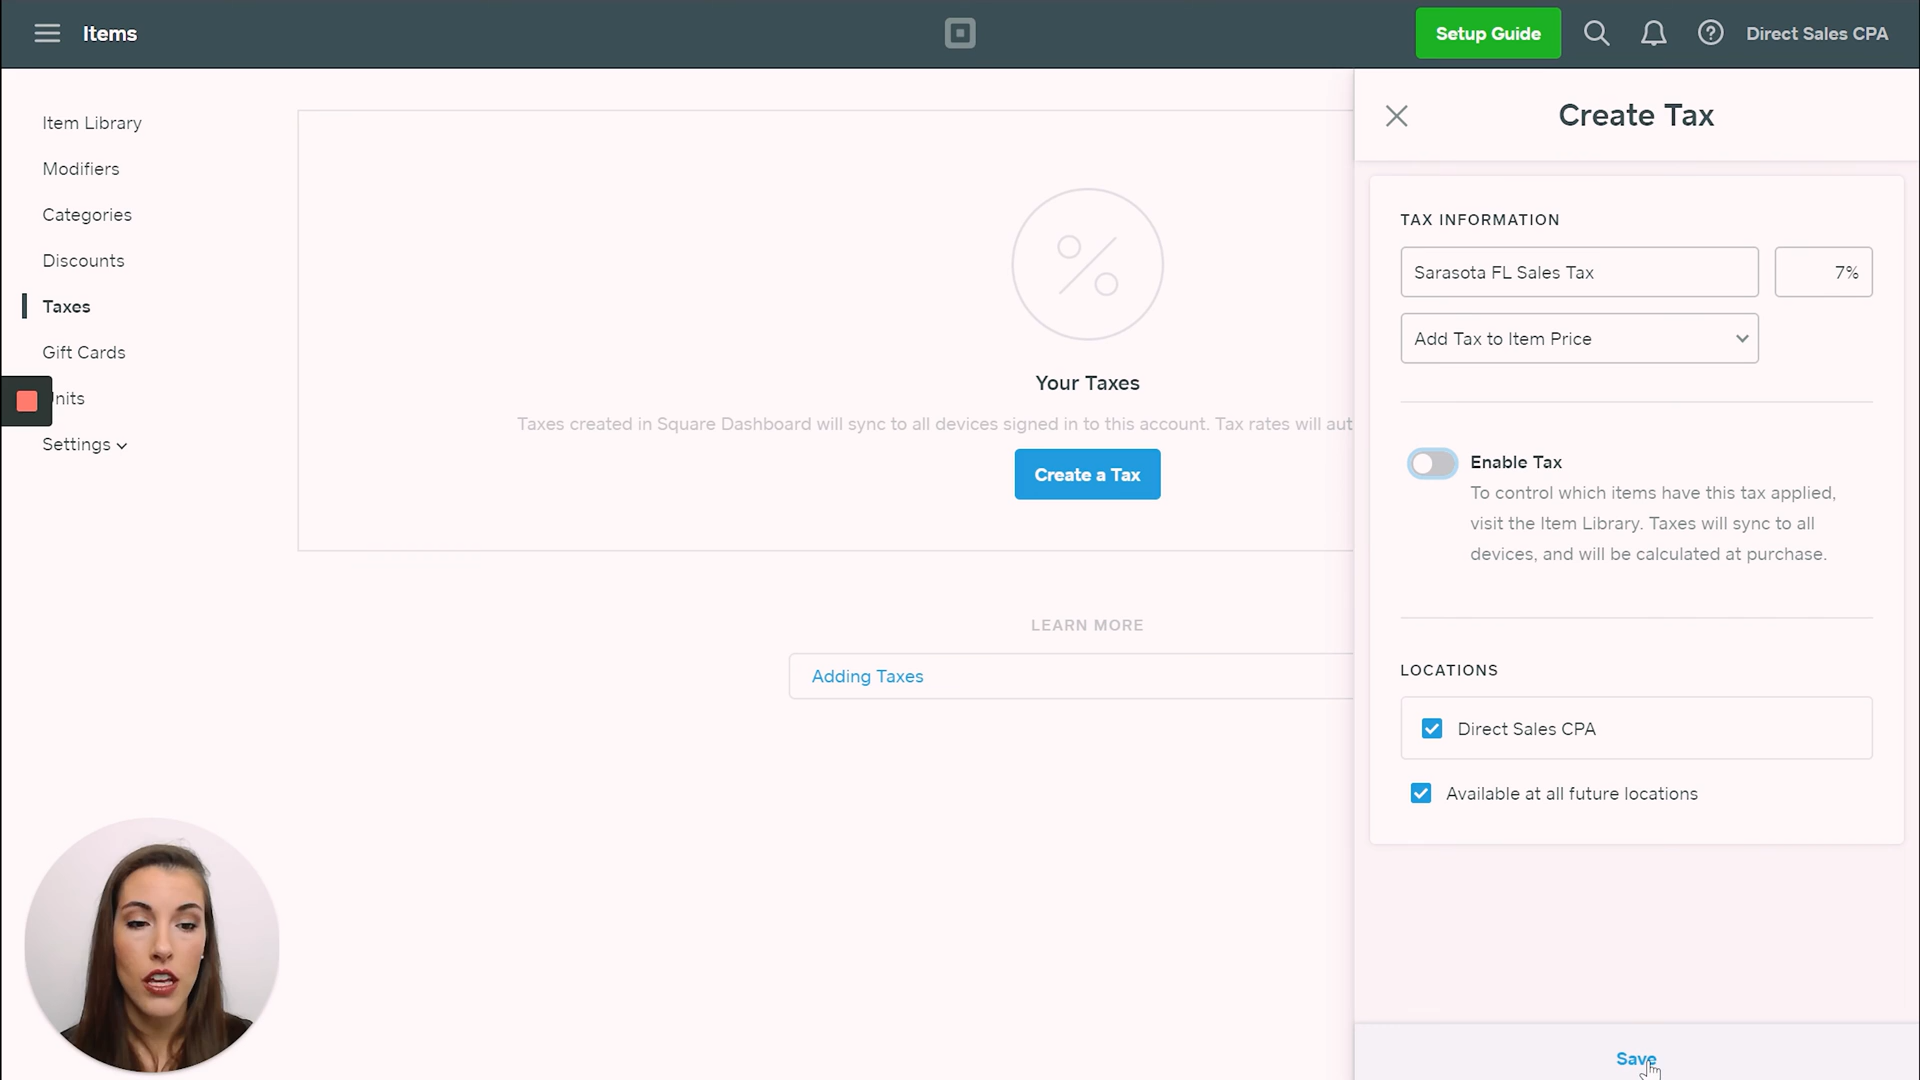 Items
Setup Guide
Direct Sales CPA
Item Library
Modifiers
Categories
Discounts
Taxes
Gift Cards
nits
Settings
Your Taxes
Taxes created in Square Dashboard will sync to all devices signed in to this account. Tax rates will aut
Create a Tax
LEARN MORE
Adding Taxes
Create Tax
TAX INFORMATION
Sarasota FL Sales Tax
7%
Add Tax to Item Price
Enable Tax
To control which items have this tax applied,
visit the Item Library. Taxes will sync to all
devices, and will be calculated at purchase.
LOCATIONS
Direct Sales CPA
Available at all future locations
Save